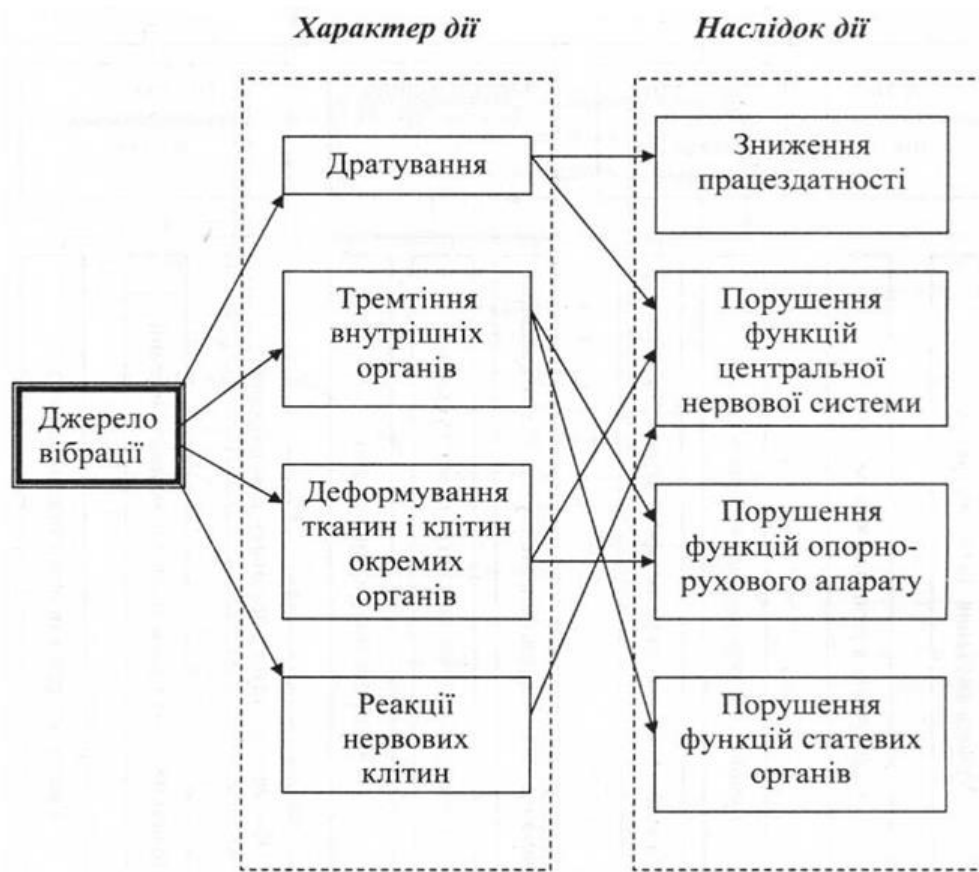 Характер дії
Наслідок дії
Дратування
Зниження
працездатності
Тремтіння
внутрішніх
органів
Порушення
функцій
центральної
нервової системи
Джерело
вібрації
Деформування
тканин і клітин
окремих
органів
Порушення
функцій опорно-
рухового апарату
Реакції
нервових
клітин
Порушення
функцій статевих
органів